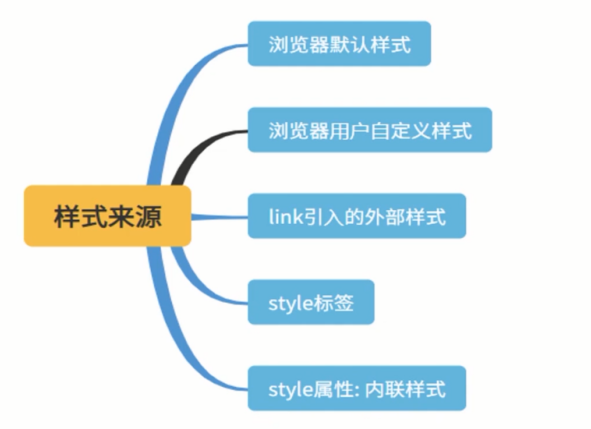 浏览器默认样式
浏览器用户自定义样式
样式来源
link引入的外部样式
style标签
style属性: 内联样式